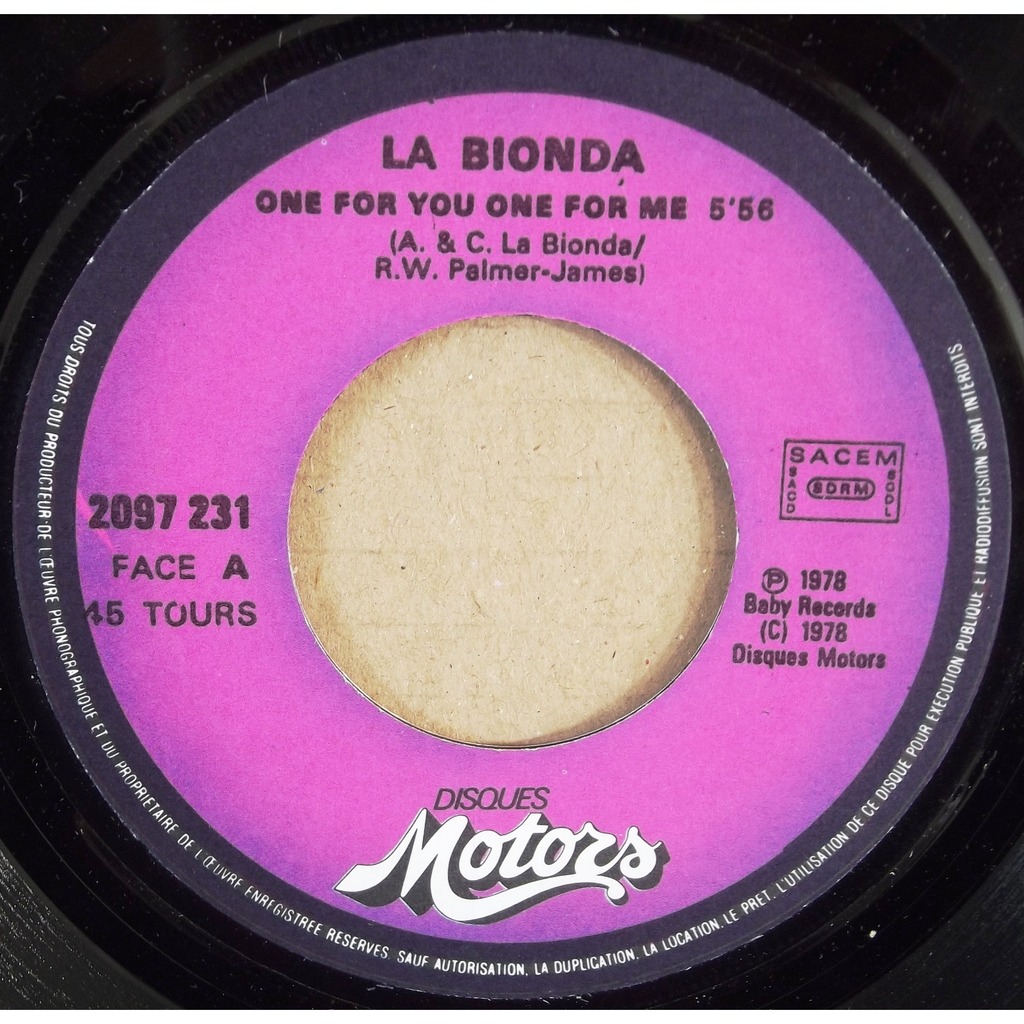 LA BIONDA
ONE FOR YOU ONE FOR ME 5'56
(A. & C. La Bionda/
R.W. Palmer-James)
2097 231
FACE A
45 TOURS
SACEM
SACD
SDRM
SGDL
℗ 1978
Baby Records
(C) 1978
Disques Motors
DISQUES
Motors
TOUS DROITS DU PRODUCTEUR DE L'ŒUVRE PHONOGRAPHIQUE ET DU PROPRIETAIRE DE L'ŒUVRE ENREGISTREE RESERVES. SAUF AUTORISATION, LA DUPLICATION, LA LOCATION, LE PRET, L'UTILISATION DE CE DISQUE POUR EXECUTION PUBLIQUE ET RADIODIFFUSION SONT INTERDITS